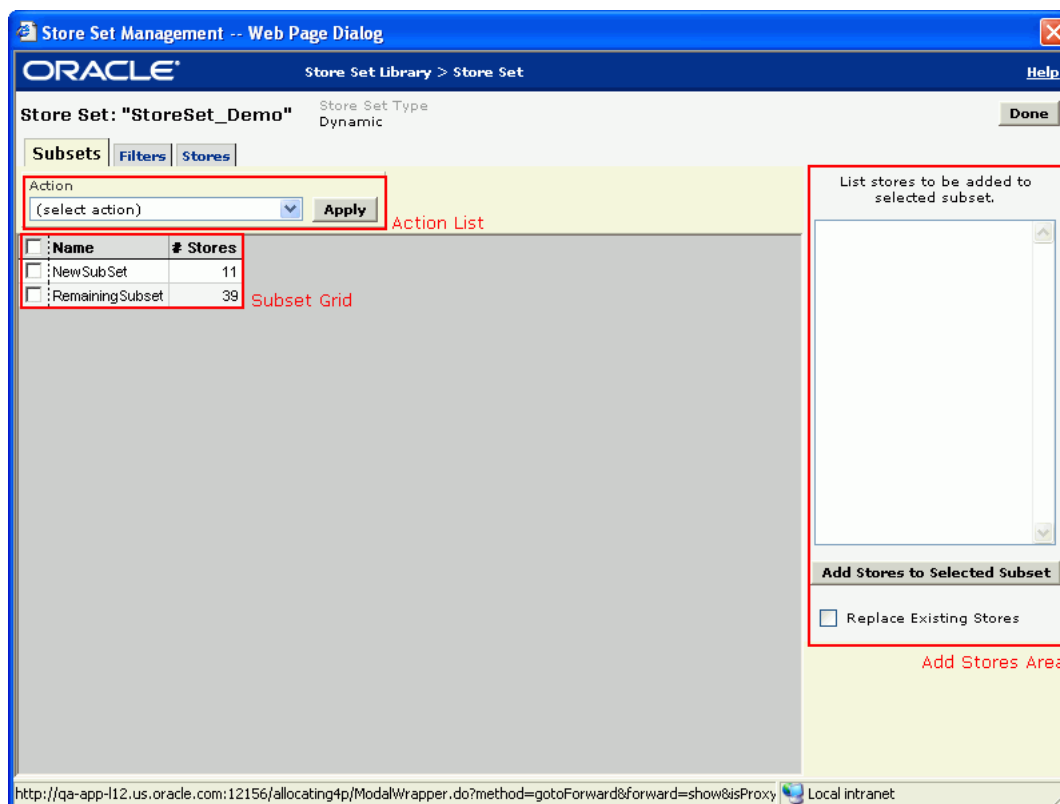 Store Set Management -- Web Page Dialog
ORACLE®
Store Set Library > Store Set
Help
Store Set: "StoreSet_Demo"
Store Set Type
Dynamic
Done
Subsets
Filters
Stores
Action
(select action)
Apply
Action List
Name # Stores
NewSubSet 11
RemainingSubset 39
Subset Grid
List stores to be added to
selected subset.
Add Stores to Selected Subset
Replace Existing Stores
Add Stores Area
http://qa-app-l12.us.oracle.com:12156/allocating4p/ModalWrapper.do?method=gotoForward&forward=show&isProxy
Local intranet